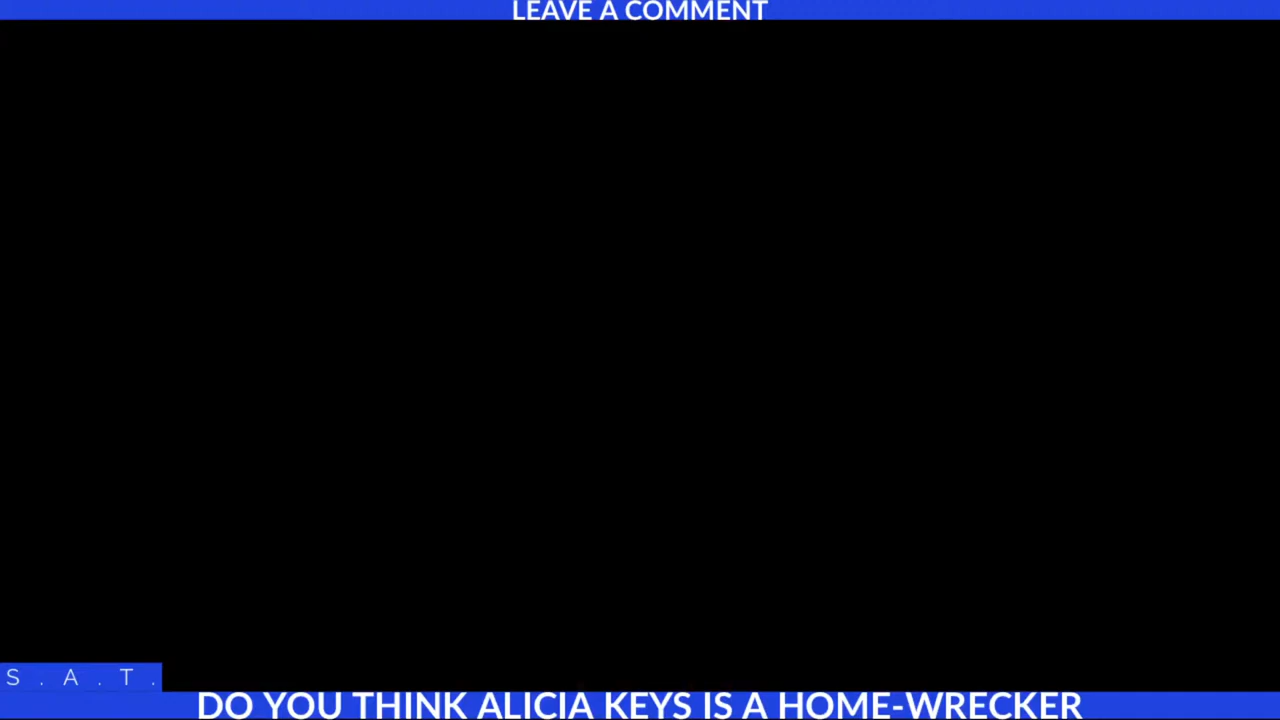 LEAVE A COMMENT
S . A . T .
DO YOU THINK ALICIA KEYS IS A HOME-WRECKER